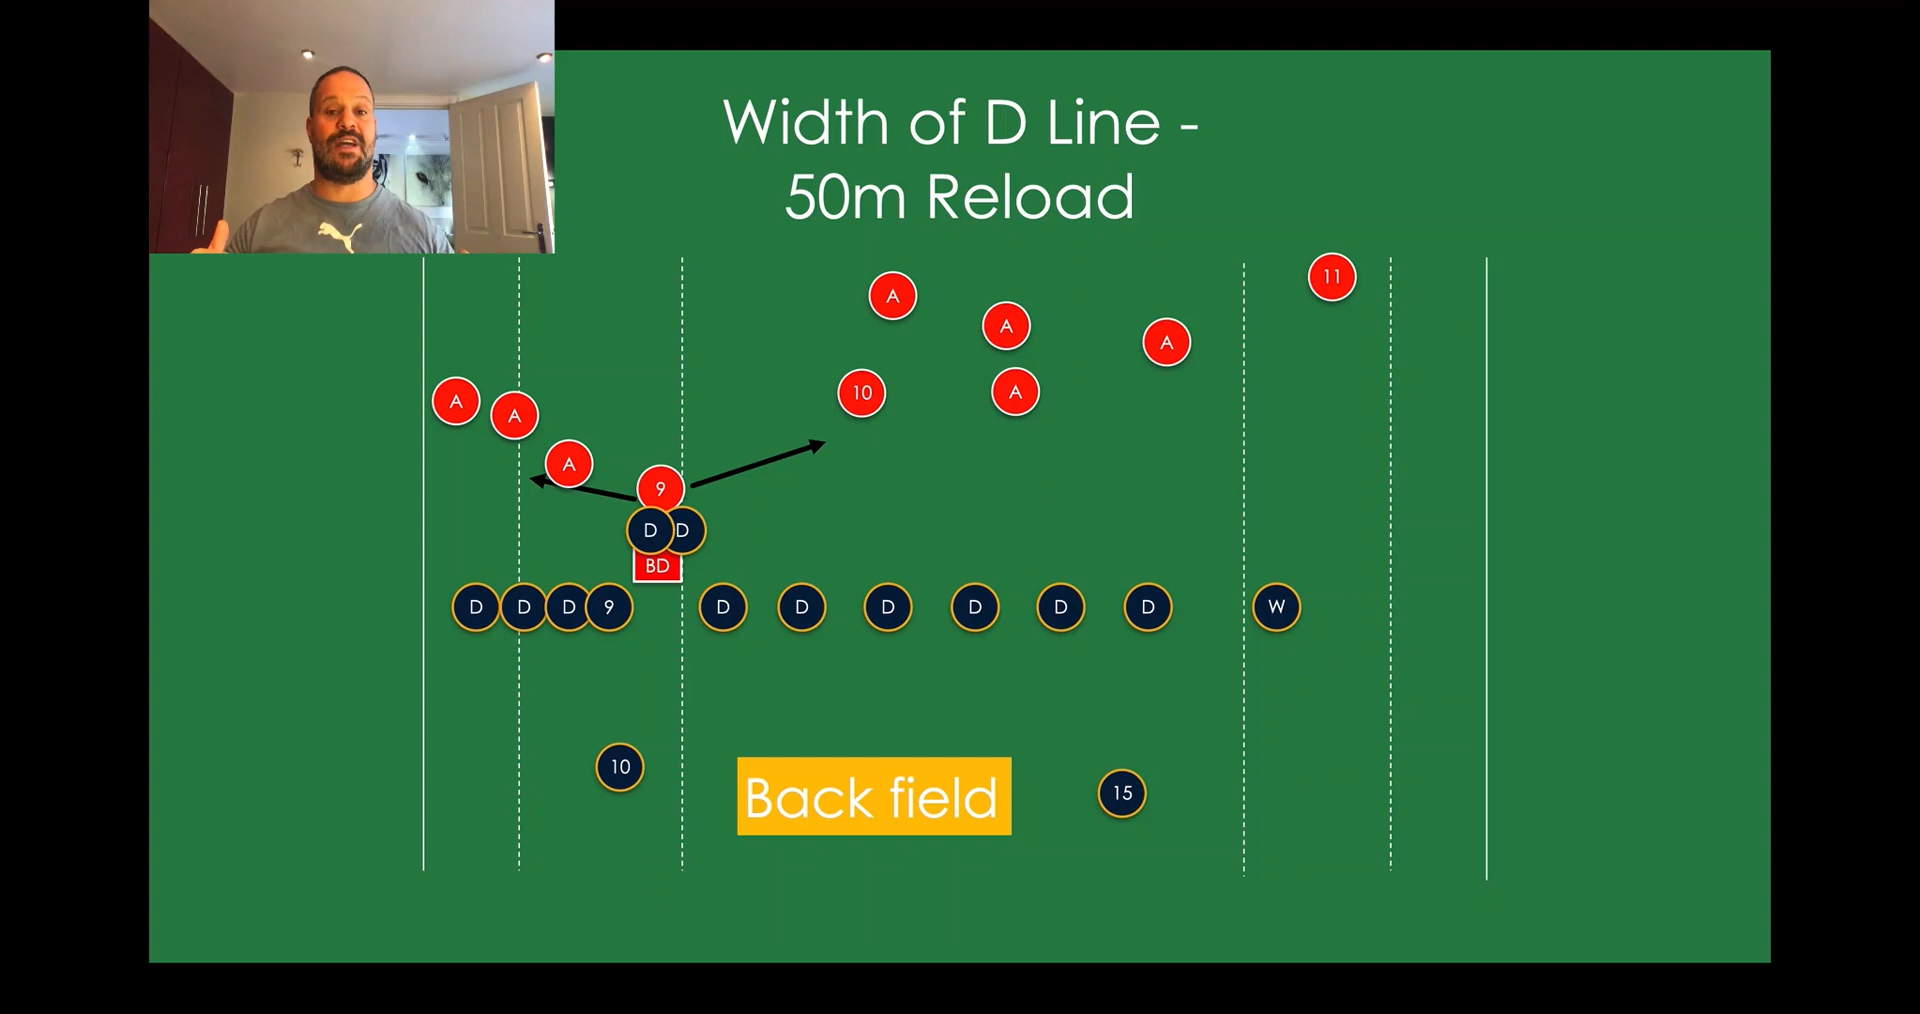 Width of D Line -
50m Reload
11
A
A
A
10
A
A
A
A
9
D D
BD
D D D 9 D D D D D D W
10
Back field
15